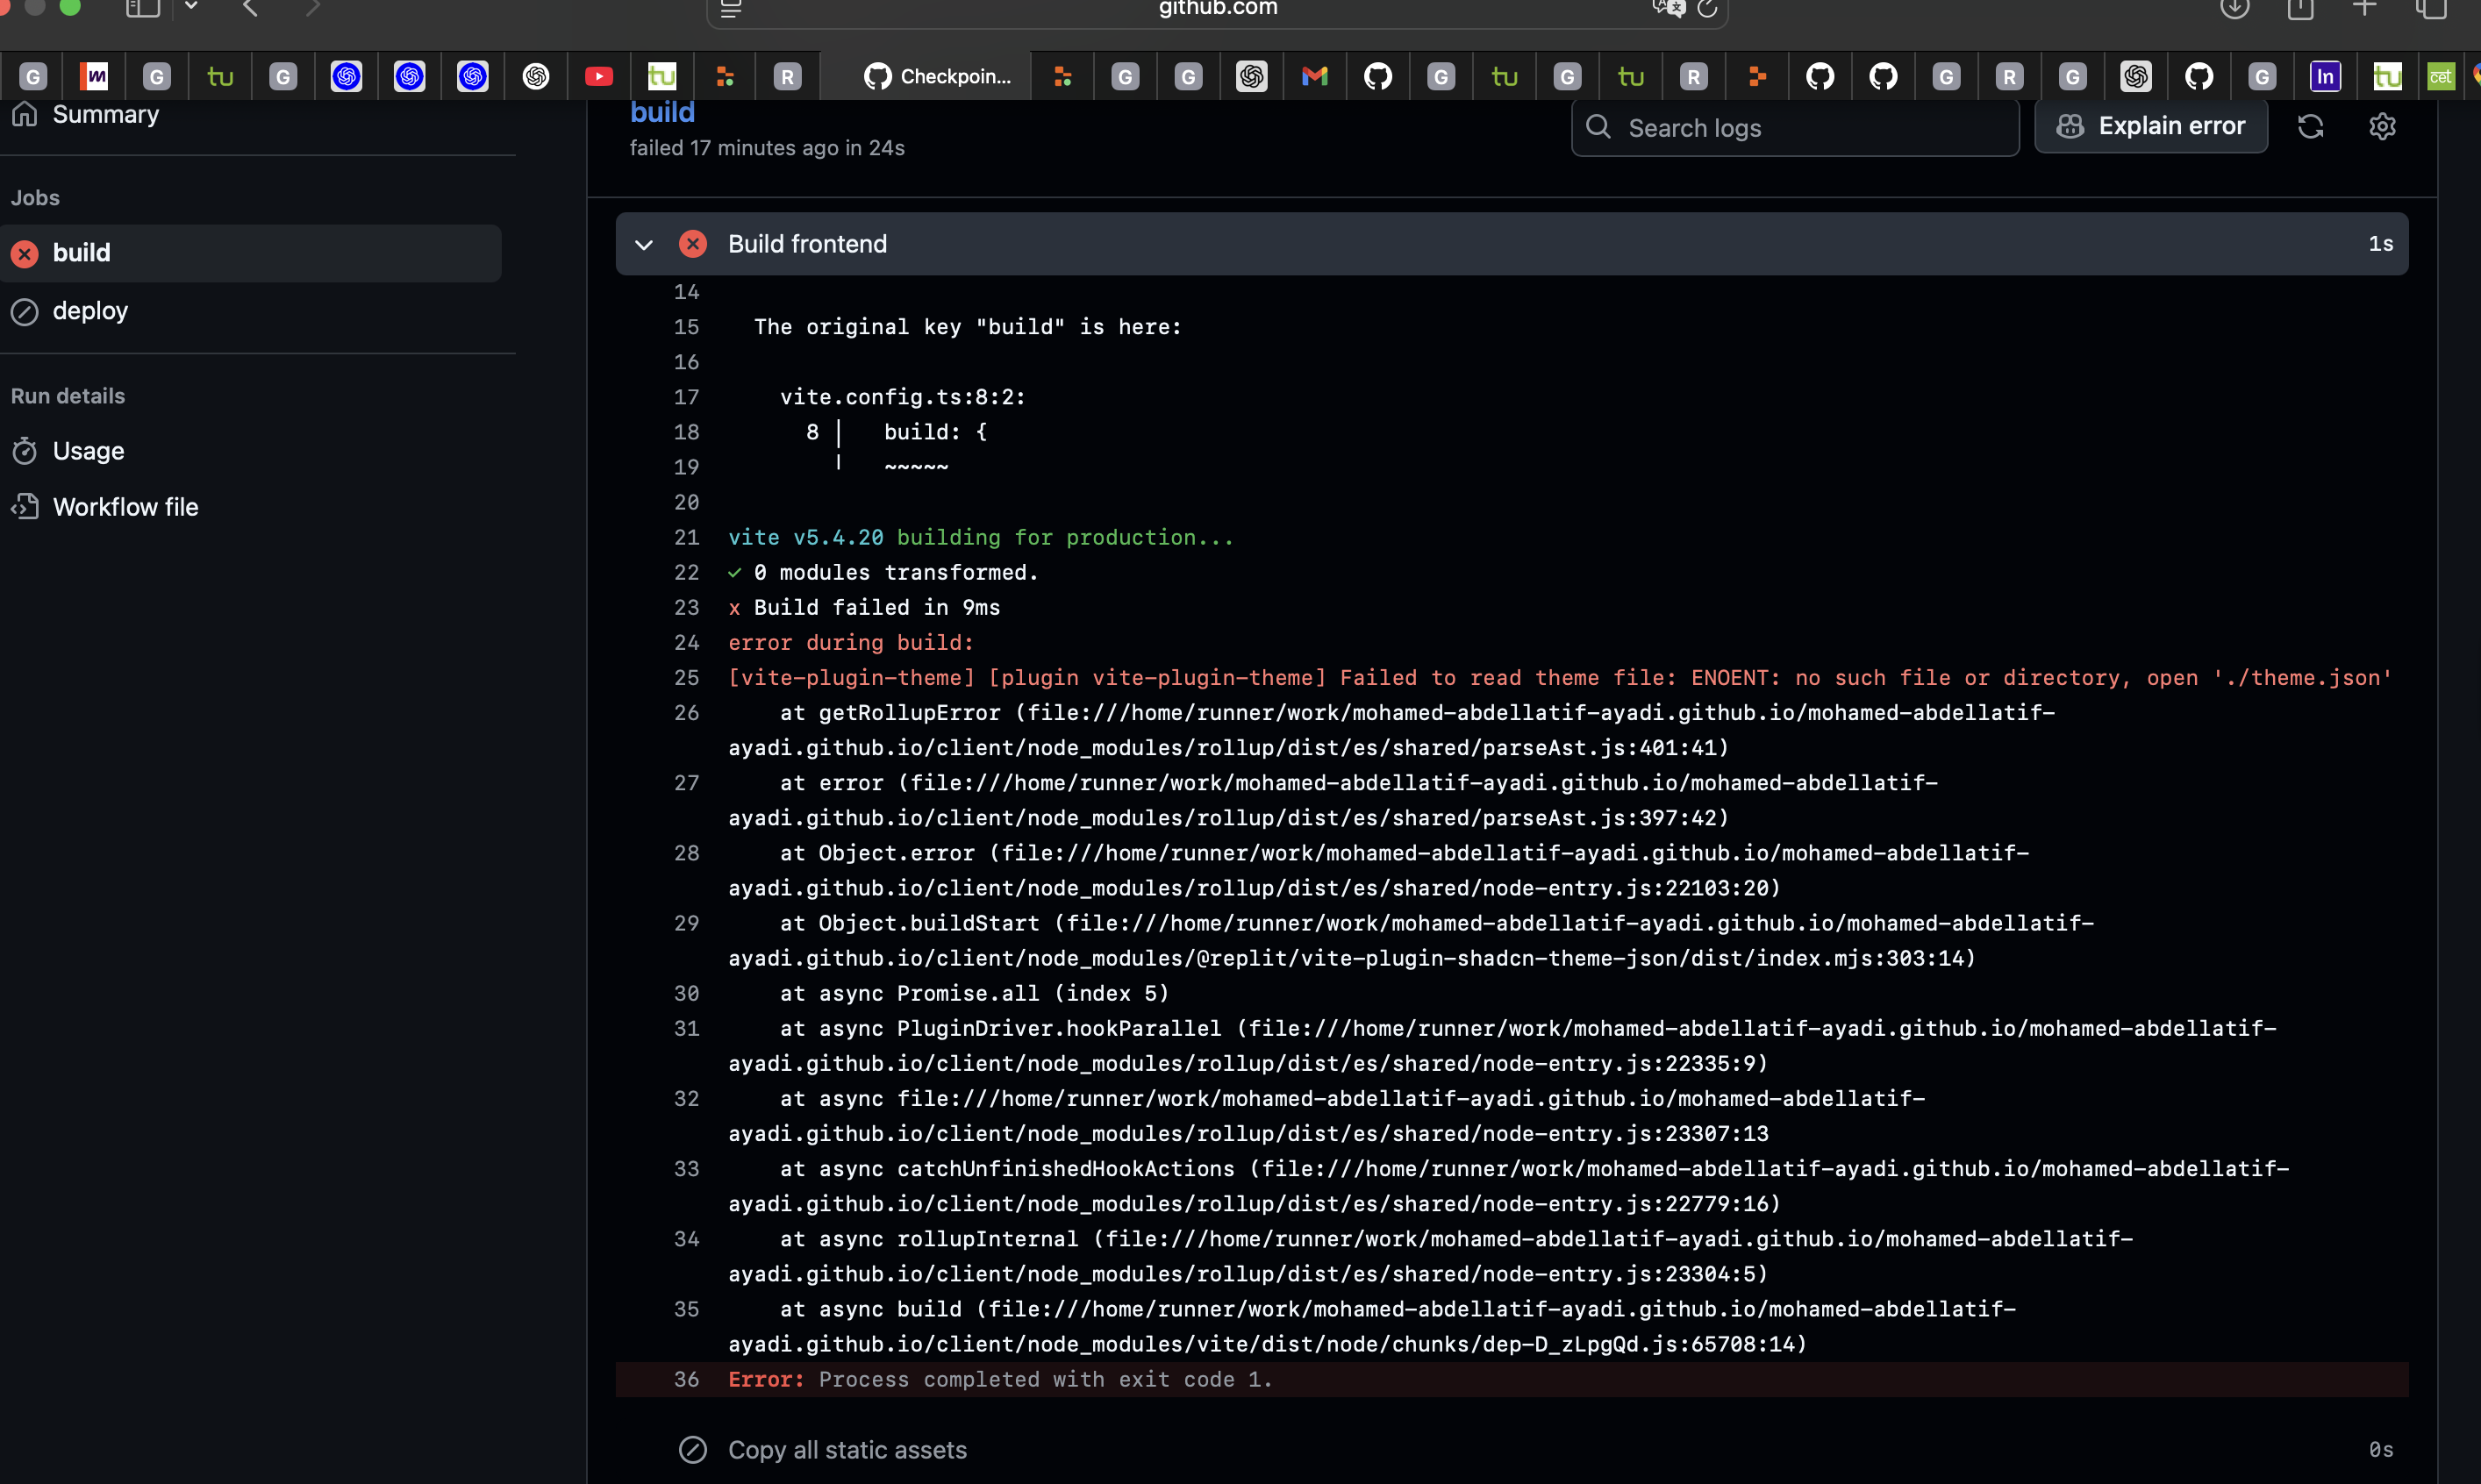 github.com
G
G
tu
G
tu
R
Checkpoin...
G
G
G
tu
G
tu
R
G
R
G
G
In
tu
cet
Summary
build
failed 17 minutes ago in 24s
Search logs
Explain error
Jobs
build
deploy
Run details
Usage
Workflow file
Build frontend
1s
14
15 The original key "build" is here:
16
17 vite.config.ts:8:2:
18 8 │ build: {
19 ╵ ~~~~~
20
21 vite v5.4.20 building for production...
22 ✓ 0 modules transformed.
23 x Build failed in 9ms
24 error during build:
25 [vite-plugin-theme] [plugin vite-plugin-theme] Failed to read theme file: ENOENT: no such file or directory, open './theme.json'
26 at getRollupError (file:///home/runner/work/mohamed-abdellatif-ayadi.github.io/mohamed-abdellatif-
ayadi.github.io/client/node_modules/rollup/dist/es/shared/parseAst.js:401:41)
27 at error (file:///home/runner/work/mohamed-abdellatif-ayadi.github.io/mohamed-abdellatif-
ayadi.github.io/client/node_modules/rollup/dist/es/shared/parseAst.js:397:42)
28 at Object.error (file:///home/runner/work/mohamed-abdellatif-ayadi.github.io/mohamed-abdellatif-
ayadi.github.io/client/node_modules/rollup/dist/es/shared/node-entry.js:22103:20)
29 at Object.buildStart (file:///home/runner/work/mohamed-abdellatif-ayadi.github.io/mohamed-abdellatif-
ayadi.github.io/client/node_modules/@replit/vite-plugin-shadcn-theme-json/dist/index.mjs:303:14)
30 at async Promise.all (index 5)
31 at async PluginDriver.hookParallel (file:///home/runner/work/mohamed-abdellatif-ayadi.github.io/mohamed-abdellatif-
ayadi.github.io/client/node_modules/rollup/dist/es/shared/node-entry.js:22335:9)
32 at async file:///home/runner/work/mohamed-abdellatif-ayadi.github.io/mohamed-abdellatif-
ayadi.github.io/client/node_modules/rollup/dist/es/shared/node-entry.js:23307:13
33 at async catchUnfinishedHookActions (file:///home/runner/work/mohamed-abdellatif-ayadi.github.io/mohamed-abdellatif-
ayadi.github.io/client/node_modules/rollup/dist/es/shared/node-entry.js:22779:16)
34 at async rollupInternal (file:///home/runner/work/mohamed-abdellatif-ayadi.github.io/mohamed-abdellatif-
ayadi.github.io/client/node_modules/rollup/dist/es/shared/node-entry.js:23304:5)
35 at async build (file:///home/runner/work/mohamed-abdellatif-ayadi.github.io/mohamed-abdellatif-
ayadi.github.io/client/node_modules/vite/dist/node/chunks/dep-D_zLpgQd.js:65708:14)
36 Error: Process completed with exit code 1.
Copy all static assets
0s